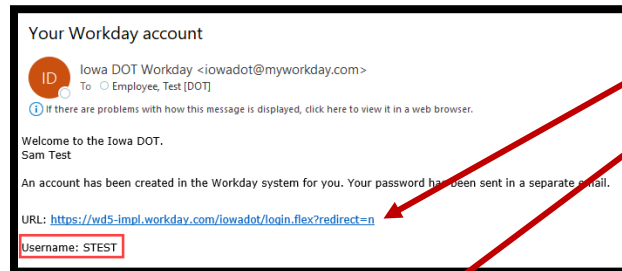 Your Workday account
ID
Iowa DOT Workday <iowadot@myworkday.com>
To Employee, Test [DOT]
If there are problems with how this message is displayed, click here to view it in a web browser.
Welcome to the Iowa DOT.
Sam Test
An account has been created in the Workday system for you. Your password has been sent in a separate email.
URL: https://wd5-impl.workday.com/iowadot/login.flex?redirect=n
Username: STEST